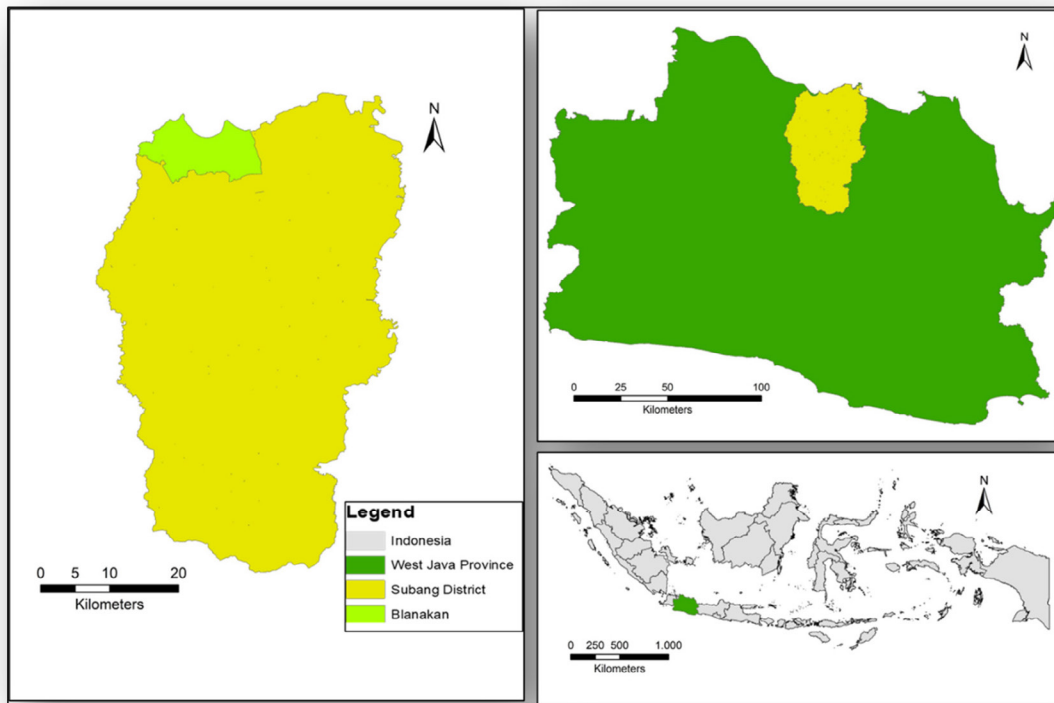 N
Legend
Indonesia
West Java Province
Subang District
Blanakan
0 5 10 20
Kilometers
N
0 25 50 100
Kilometers
N
0 250 500 1.000
Kilometers